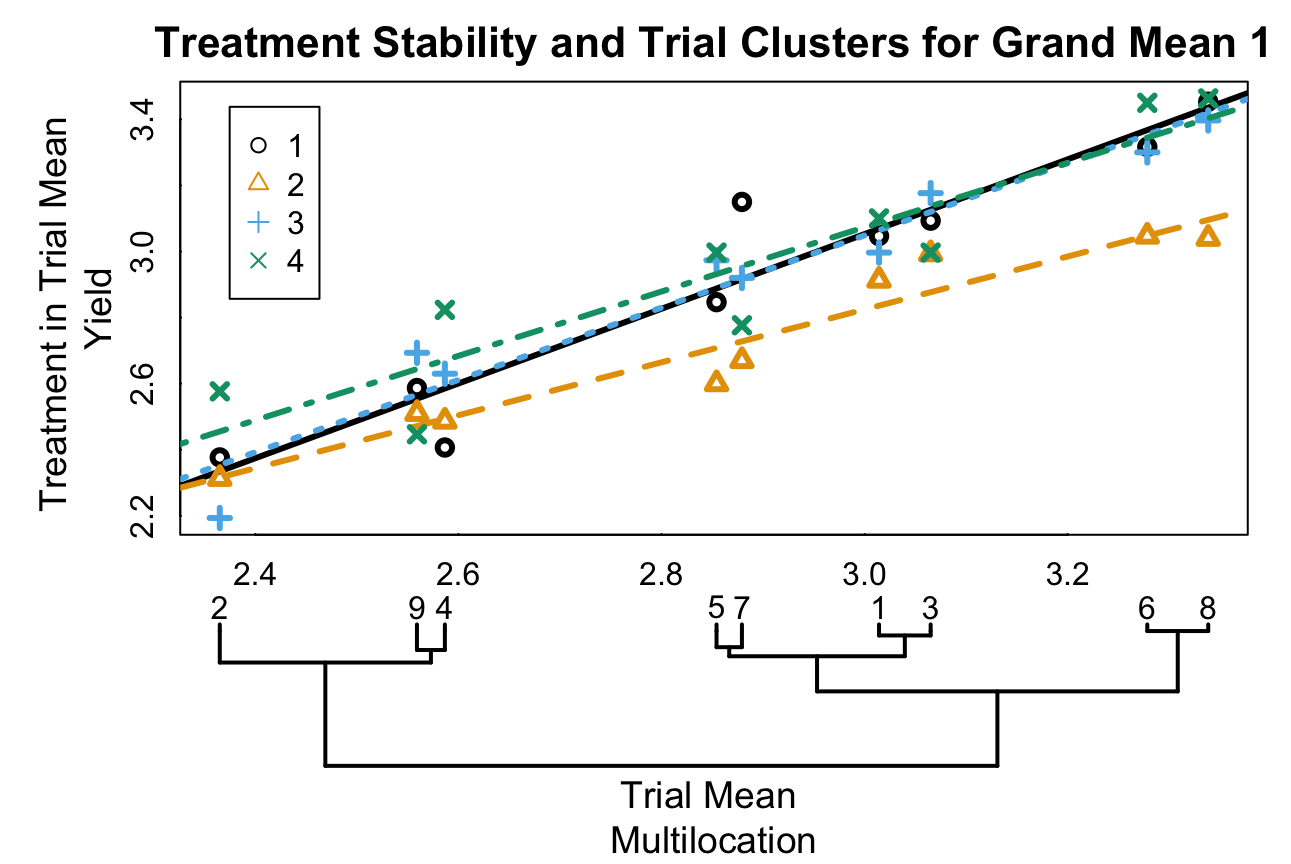 Treatment Stability and Trial Clusters for Grand Mean 1
Treatment in Trial Mean
Yield
3.4
3.0
2.6
2.2
1
2
3
4
2.4 2.6 2.8 3.0 3.2
2 9 4 5 7 1 3 6 8
Trial Mean
Multilocation